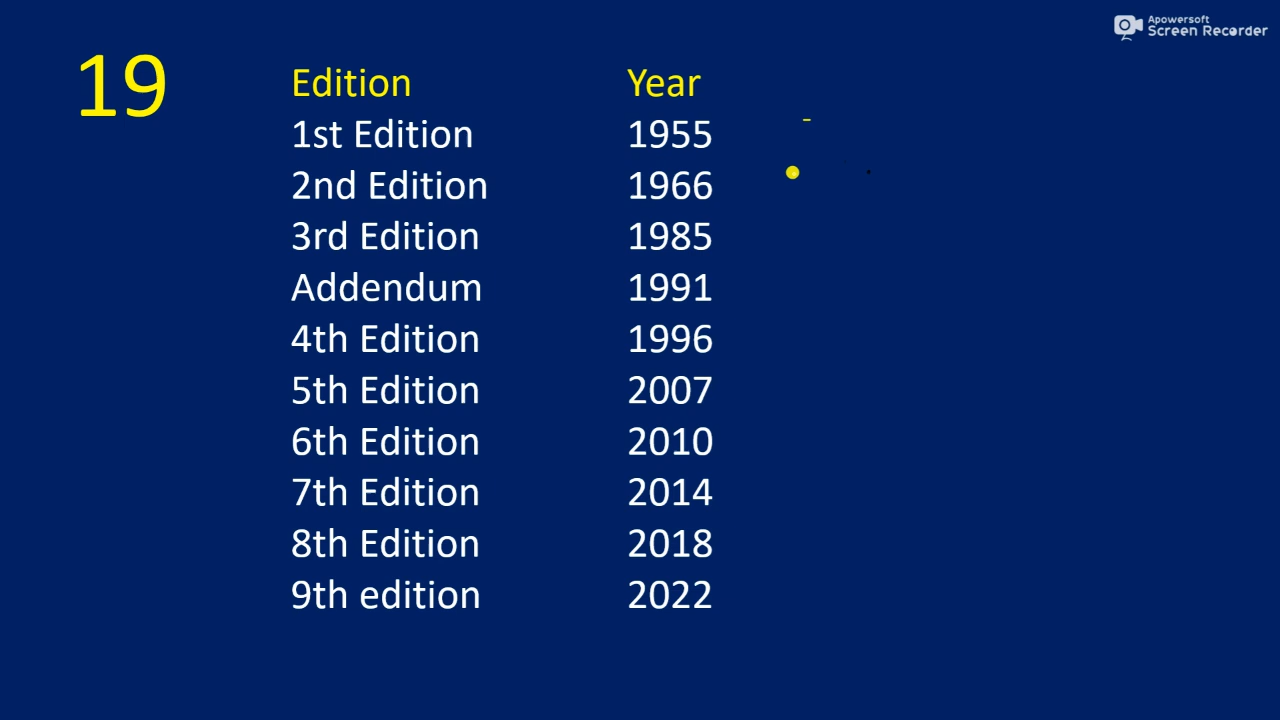 Apowersoft
Screen Recorder
19
Edition Year
1st Edition 1955
2nd Edition 1966
3rd Edition 1985
Addendum 1991
4th Edition 1996
5th Edition 2007
6th Edition 2010
7th Edition 2014
8th Edition 2018
9th edition 2022